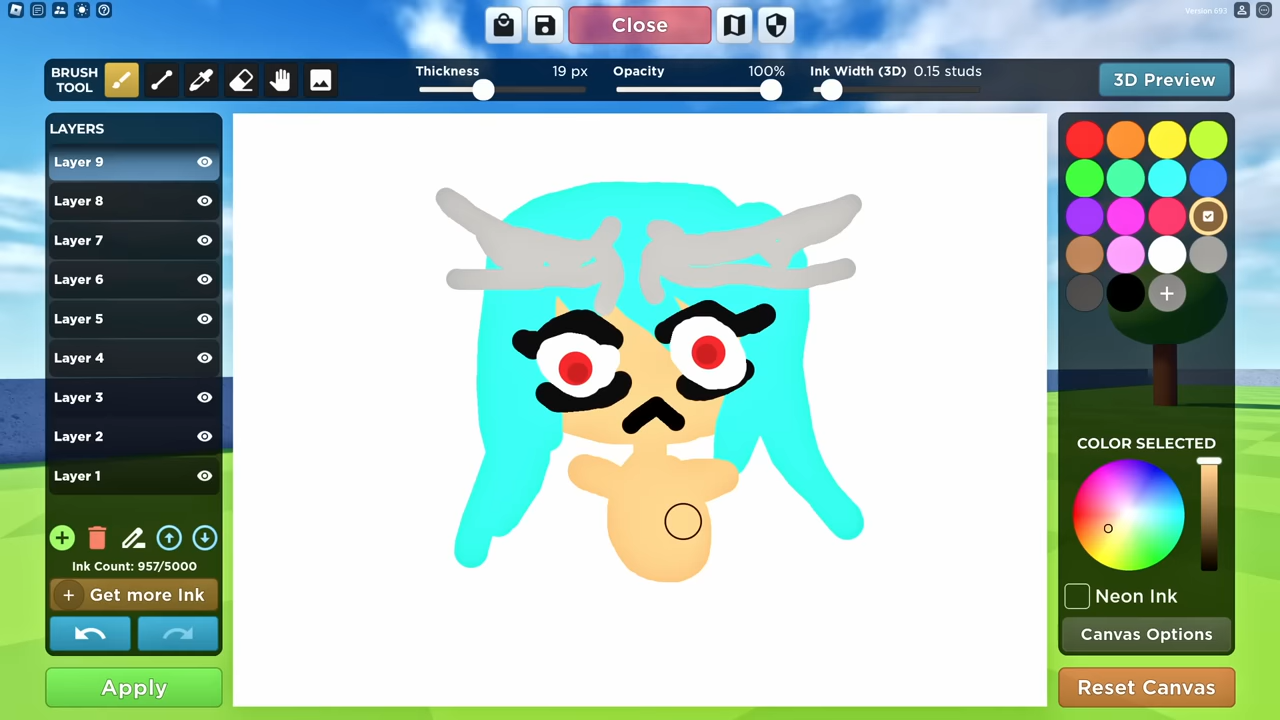 Version 693
Close
BRUSH
TOOL
Thickness 19 px
Opacity 100%
Ink Width (3D) 0.15 studs
3D Preview
LAYERS
Layer 9
Layer 8
Layer 7
Layer 6
Layer 5
Layer 4
Layer 3
Layer 2
Layer 1
Ink Count: 957/5000
+ Get more Ink
Apply
COLOR SELECTED
Neon Ink
Canvas Options
Reset Canvas